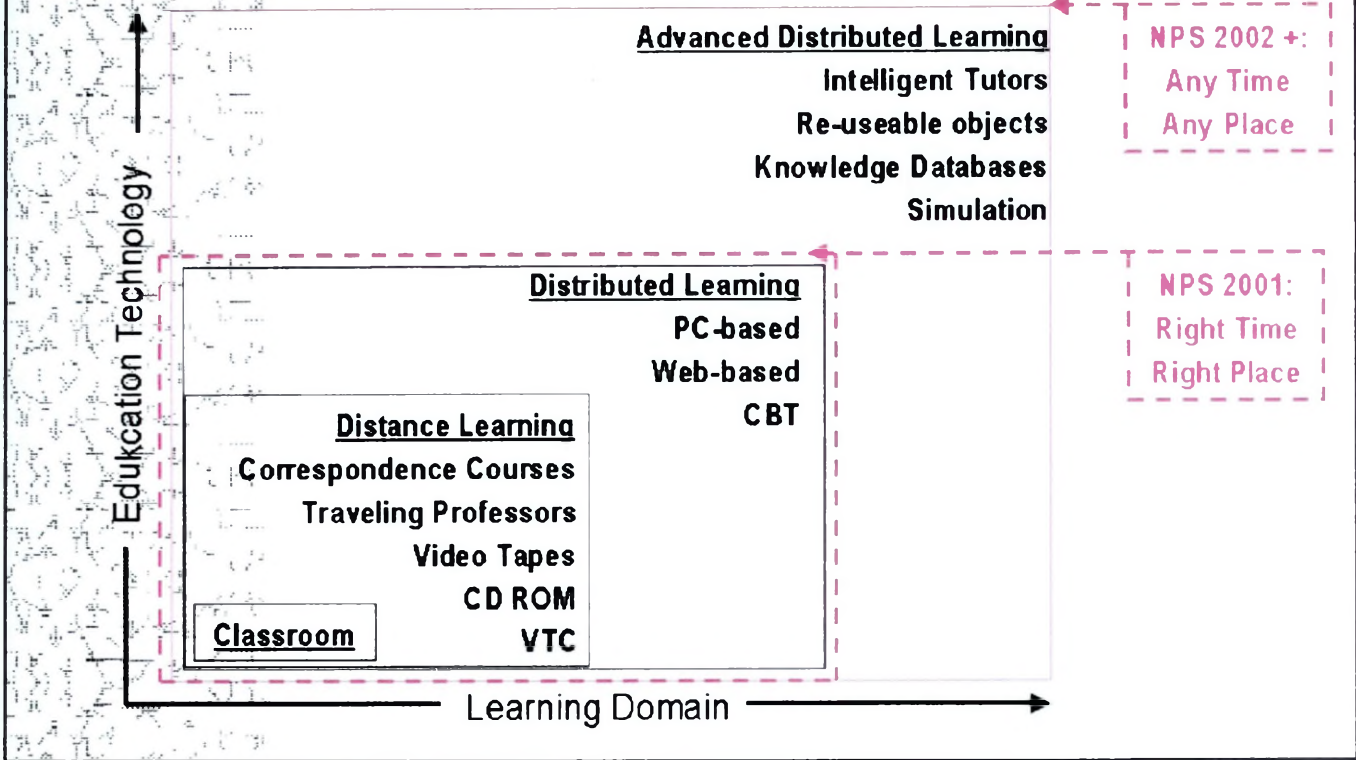 Advanced Distributed Learning
Intelligent Tutors
Re-useable objects
Knowledge Databases
Simulation
NPS 2002 +:
Any Time
Any Place
Distributed Learning
PC-based
Web-based
CBT
NPS 2001:
Right Time
Right Place
Distance Learning
Correspondence Courses
Traveling Professors
Video Tapes
CD ROM
VTC
Classroom
Edukcation Technology
Learning Domain